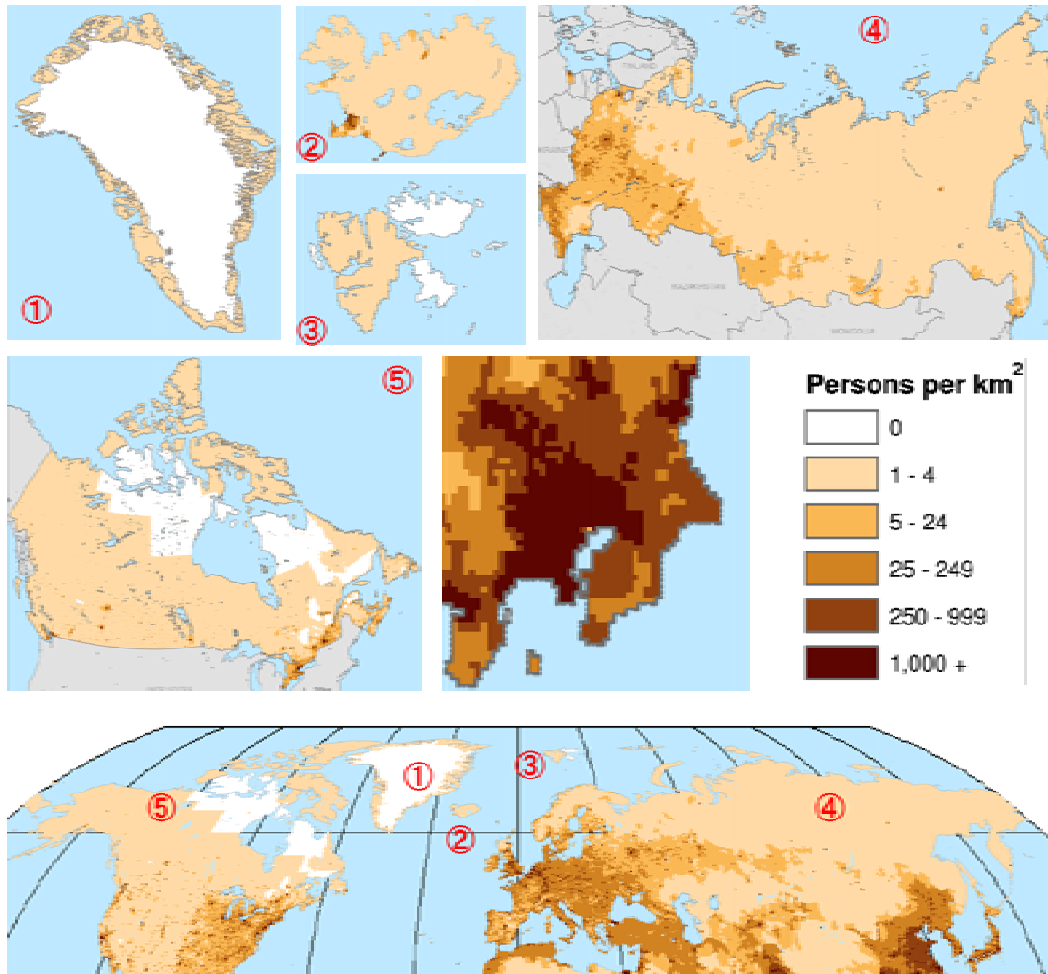 ④
②
①
③
⑤
Persons per km²
0
1 - 4
5 - 24
25 - 249
250 - 999
1,000 +
①
③
⑤
④
②